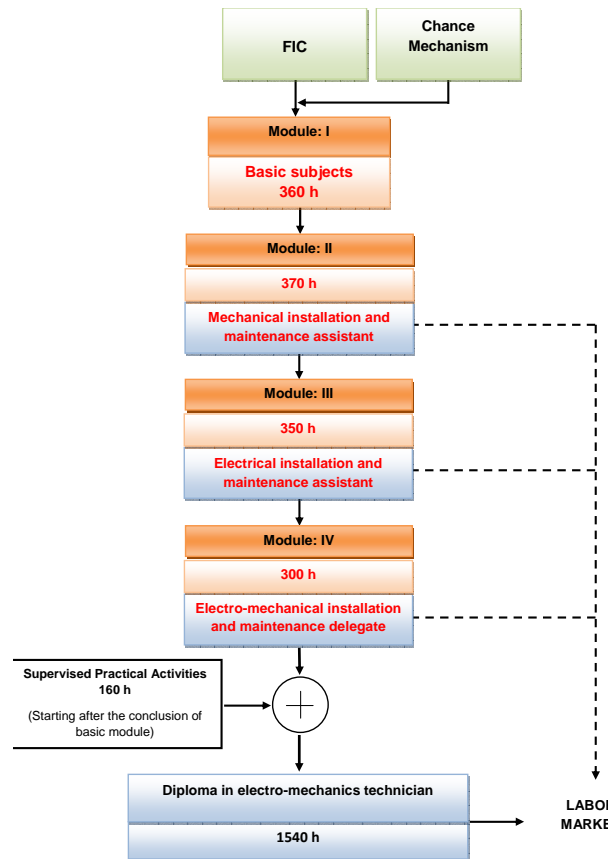 FIC
Chance
Mechanism
Module: I
Basic subjects
360 h
Module: II
370 h
Mechanical installation and
maintenance assistant
Module: III
350 h
Electrical installation and
maintenance assistant
Module: IV
300 h
Electro-mechanical installation
and maintenance delegate
Supervised Practical Activities
160 h
(Starting after the conclusion of
basic module)
Diploma in electro-mechanics technician
1540 h
LABO
MARKE